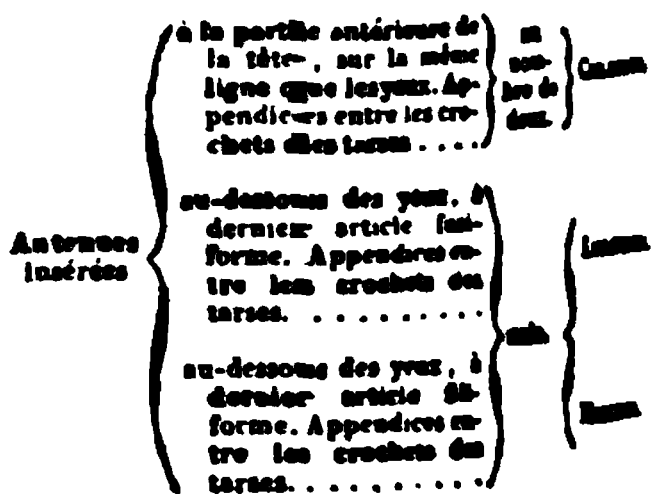 à la partie antérieure de
la tête, sur la même
ligne que les yeux. Ap-
pendices entre les cro-
chets des tarses . . . .
au
nom-
bre de
deux.
Antennes
insérées
au-dessous des yeux, à
dernier article fusi-
forme. Appendices en-
tre les crochets des
tarses. . . . . . . . .
au-dessous des yeux, à
dernier article fili-
forme. Appendices en-
tre les crochets des
tarses. . . . . . . . .